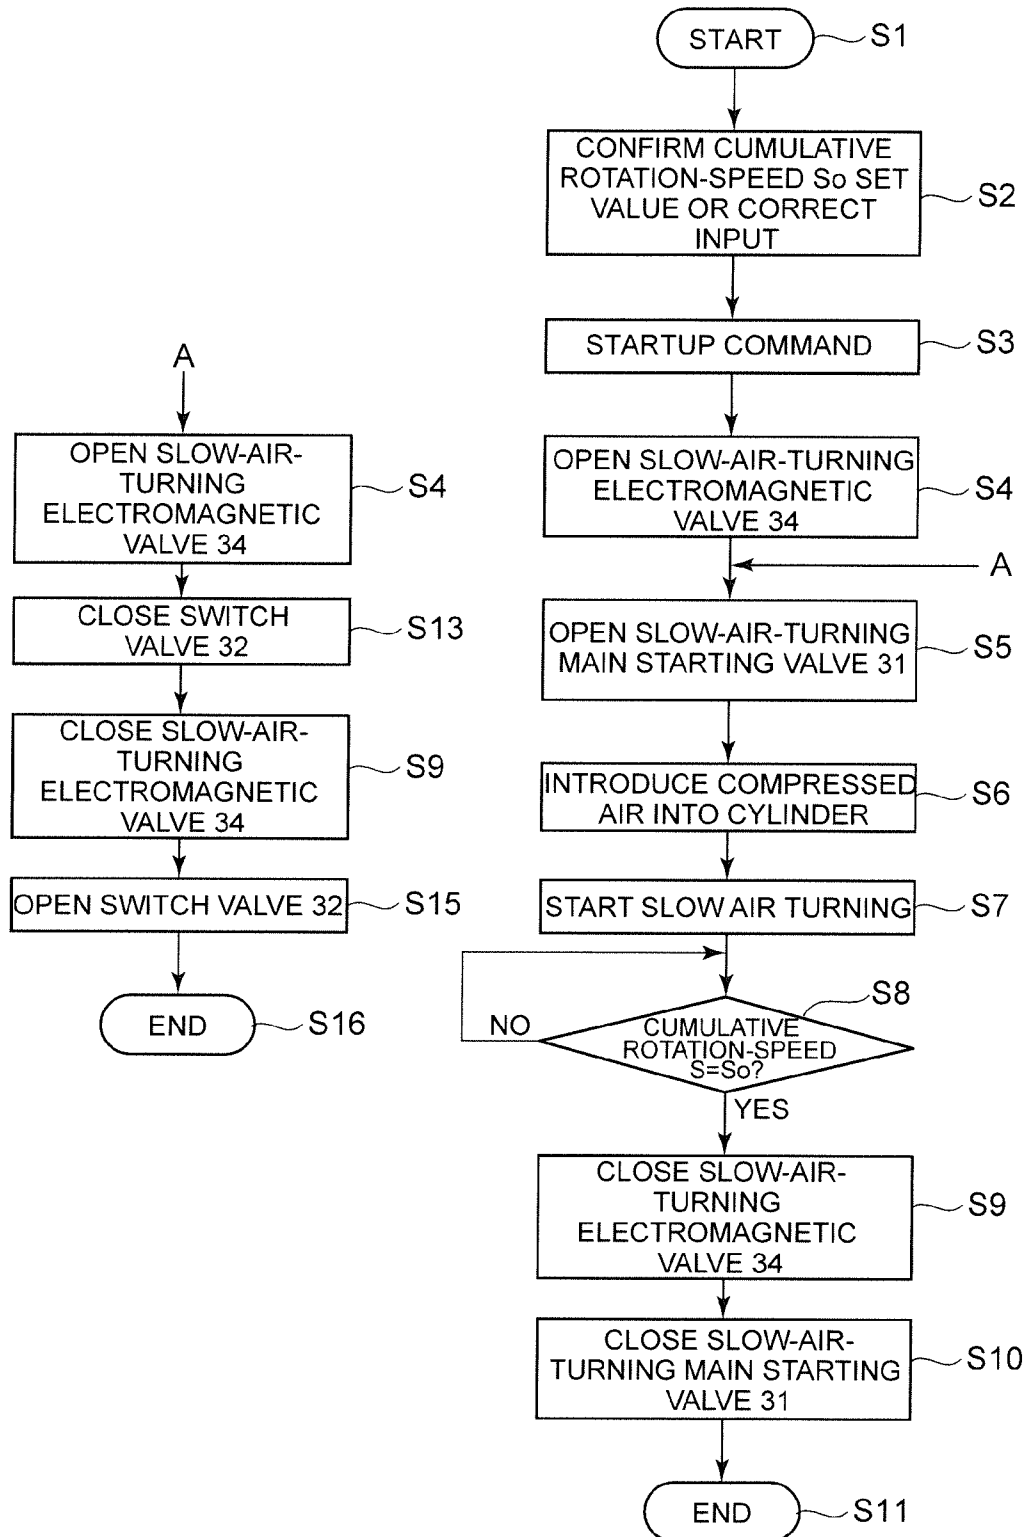 START
S1
CONFIRM CUMULATIVE
ROTATION-SPEED So SET
VALUE OR CORRECT
INPUT
S2
STARTUP COMMAND
S3
OPEN SLOW-AIR-TURNING
ELECTROMAGNETIC
VALVE 34
S4
A
OPEN SLOW-AIR-TURNING
MAIN STARTING VALVE 31
S5
INTRODUCE COMPRESSED
AIR INTO CYLINDER
S6
START SLOW AIR TURNING
S7
CUMULATIVE
ROTATION-SPEED
S=So?
S8
NO
YES
CLOSE SLOW-AIR-
TURNING
ELECTROMAGNETIC
VALVE 34
S9
CLOSE SLOW-AIR-
TURNING MAIN STARTING
VALVE 31
S10
END
S11
A
OPEN SLOW-AIR-
TURNING
ELECTROMAGNETIC
VALVE 34
S4
CLOSE SWITCH
VALVE 32
S13
CLOSE SLOW-AIR-
TURNING
ELECTROMAGNETIC
VALVE 34
S9
OPEN SWITCH VALVE 32
S15
END
S16